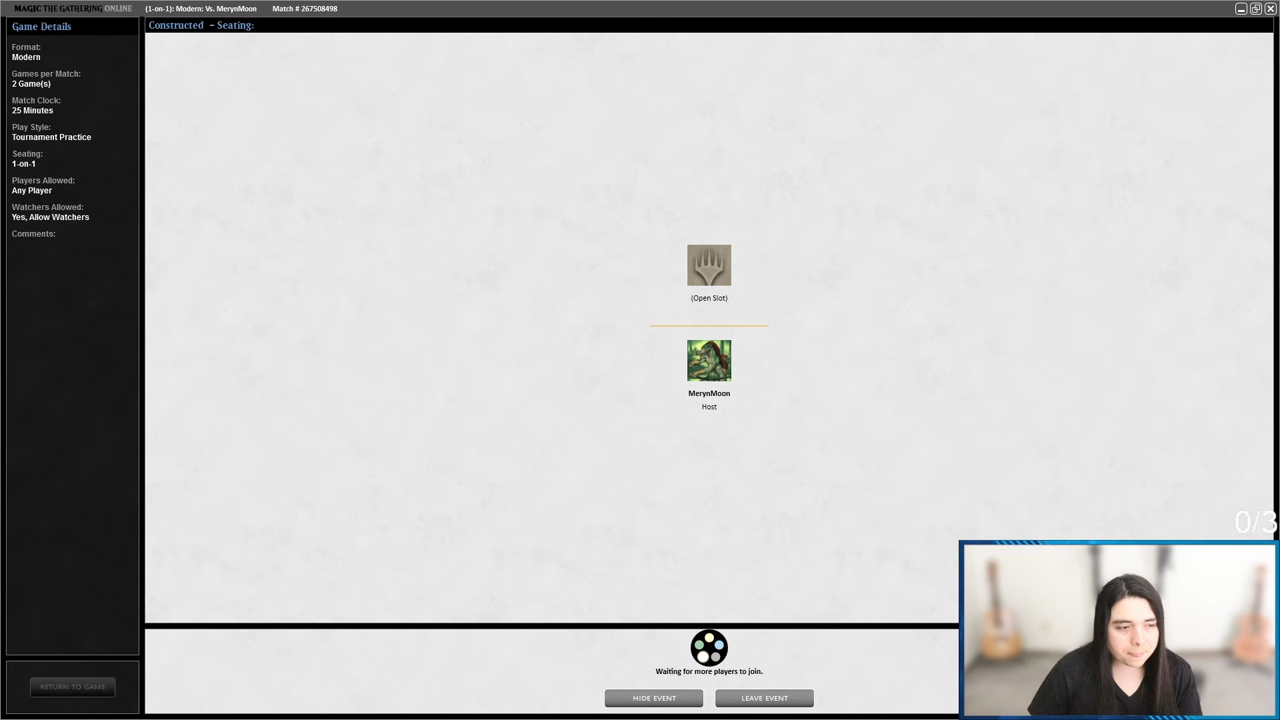 MAGIC THE GATHERING ONLINE (1-on-1): Modern: Vs. MerynMoon Match # 267508498
Game Details
Format:
Modern
Games per Match:
2 Game(s)
Match Clock:
25 Minutes
Play Style:
Tournament Practice
Seating:
1-on-1
Players Allowed:
Any Player
Watchers Allowed:
Yes, Allow Watchers
Comments:
RETURN TO GAME
Constructed - Seating:
(Open Slot)
MerynMoon
Host
0/3
Waiting for more players to join.
HIDE EVENT LEAVE EVENT